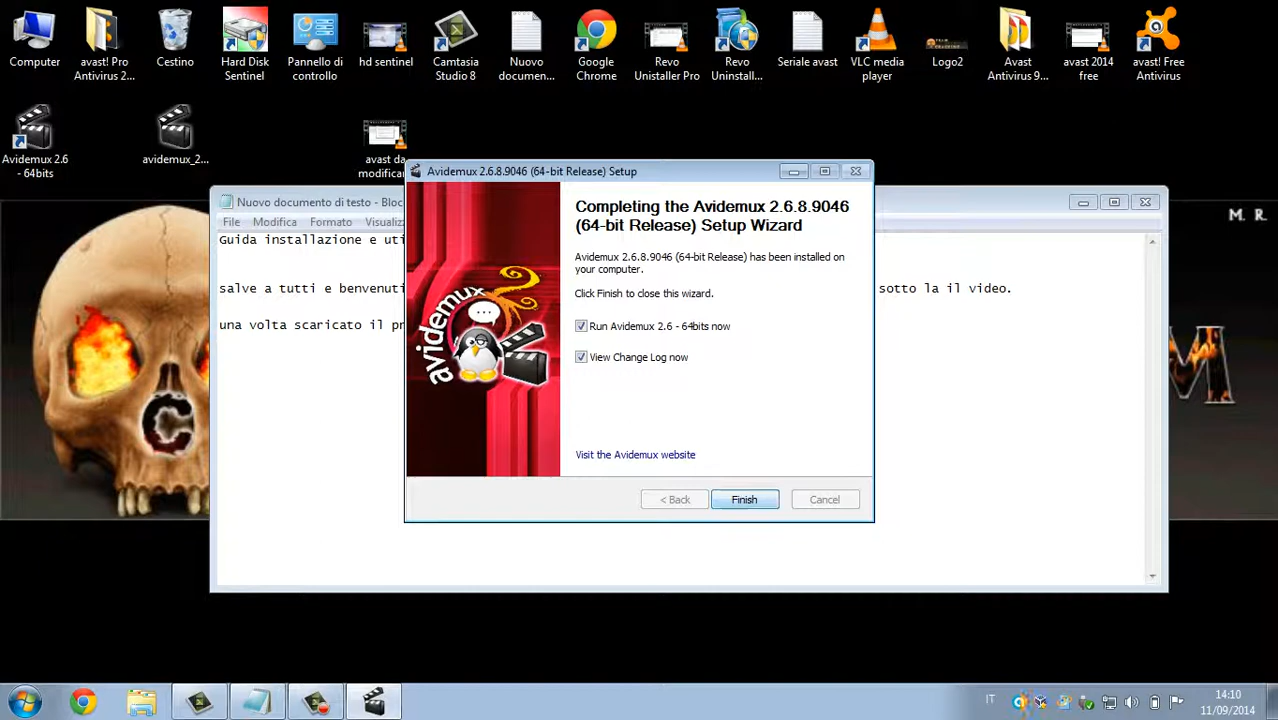 Computer
avast Pro
Antivirus 2...
Cestino
Hard Disk
Sentinel
Pannello di
controllo
hd sentinel
Camtasia
Studio 8
Nuovo
documen...
Google
Chrome
Revo
Unistaller Pro
Revo
Uninstall...
Seriale avast
VLC media
player
Logo2
Avast
Antivirus 9...
avast 2014
free
avast! Free
Antivirus
Avidemux 2.6
- 64bits
avidemux_2...
avast da
modificar
Nuovo documento di testo - Bloc
File Modifica Formato Visualiz
Guida installazione e uti
salve a tutti e benvenuti
sotto la il video.
una volta scaricato il pr
M. R.
M
Avidemux 2.6.8.9046 (64-bit Release) Setup
avidemux
Completing the Avidemux 2.6.8.9046
(64-bit Release) Setup Wizard
Avidemux 2.6.8.9046 (64-bit Release) has been installed on
your computer.
Click Finish to close this wizard.
Run Avidemux 2.6 - 64bits now
View Change Log now
Visit the Avidemux website
< Back
Finish
Cancel
IT
14:10
11/09/2014